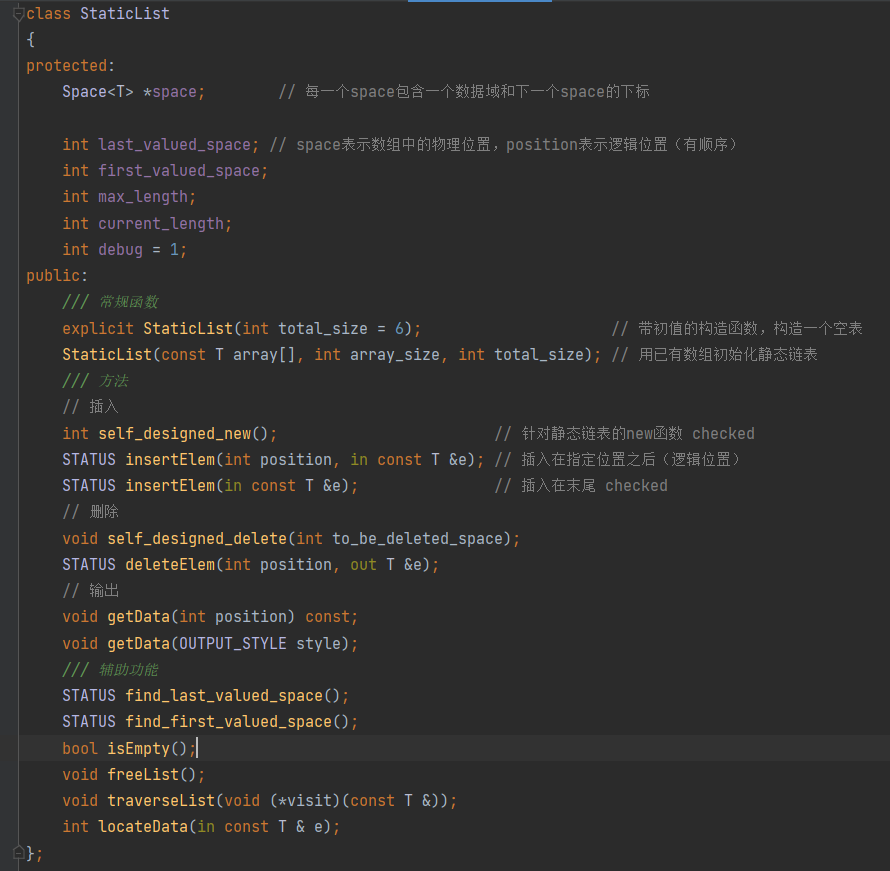 class StaticList
{
protected:
    Space<T> *space;        // 每一个space包含一个数据域和下一个space的下标
    int last_valued_space; // space表示数组中的物理位置，position表示逻辑位置（有顺序）
    int first_valued_space;
    int max_length;
    int current_length;
    int debug = 1;
public:
    /// 常规函数
    explicit StaticList(int total_size = 6);                     // 带初值的构造函数，构造一个空表
    StaticList(const T array[], int array_size, int total_size); // 用已有数组初始化静态链表
    /// 方法
    // 插入
    int self_designed_new();                        // 针对静态链表的new函数 checked
    STATUS insertElem(int position, in const T &e); // 插入在指定位置之后（逻辑位置）
    STATUS insertElem(in const T &e);               // 插入在末尾 checked
    // 删除
    void self_designed_delete(int to_be_deleted_space);
    STATUS deleteElem(int position, out T &e);
    // 输出
    void getData(int position) const;
    void getData(OUTPUT_STYLE style);
    /// 辅助功能
    STATUS find_last_valued_space();
    STATUS find_first_valued_space();
    bool isEmpty();
    void freeList();
    void traverseList(void (*visit)(const T &));
    int locateData(in const T & e);
};